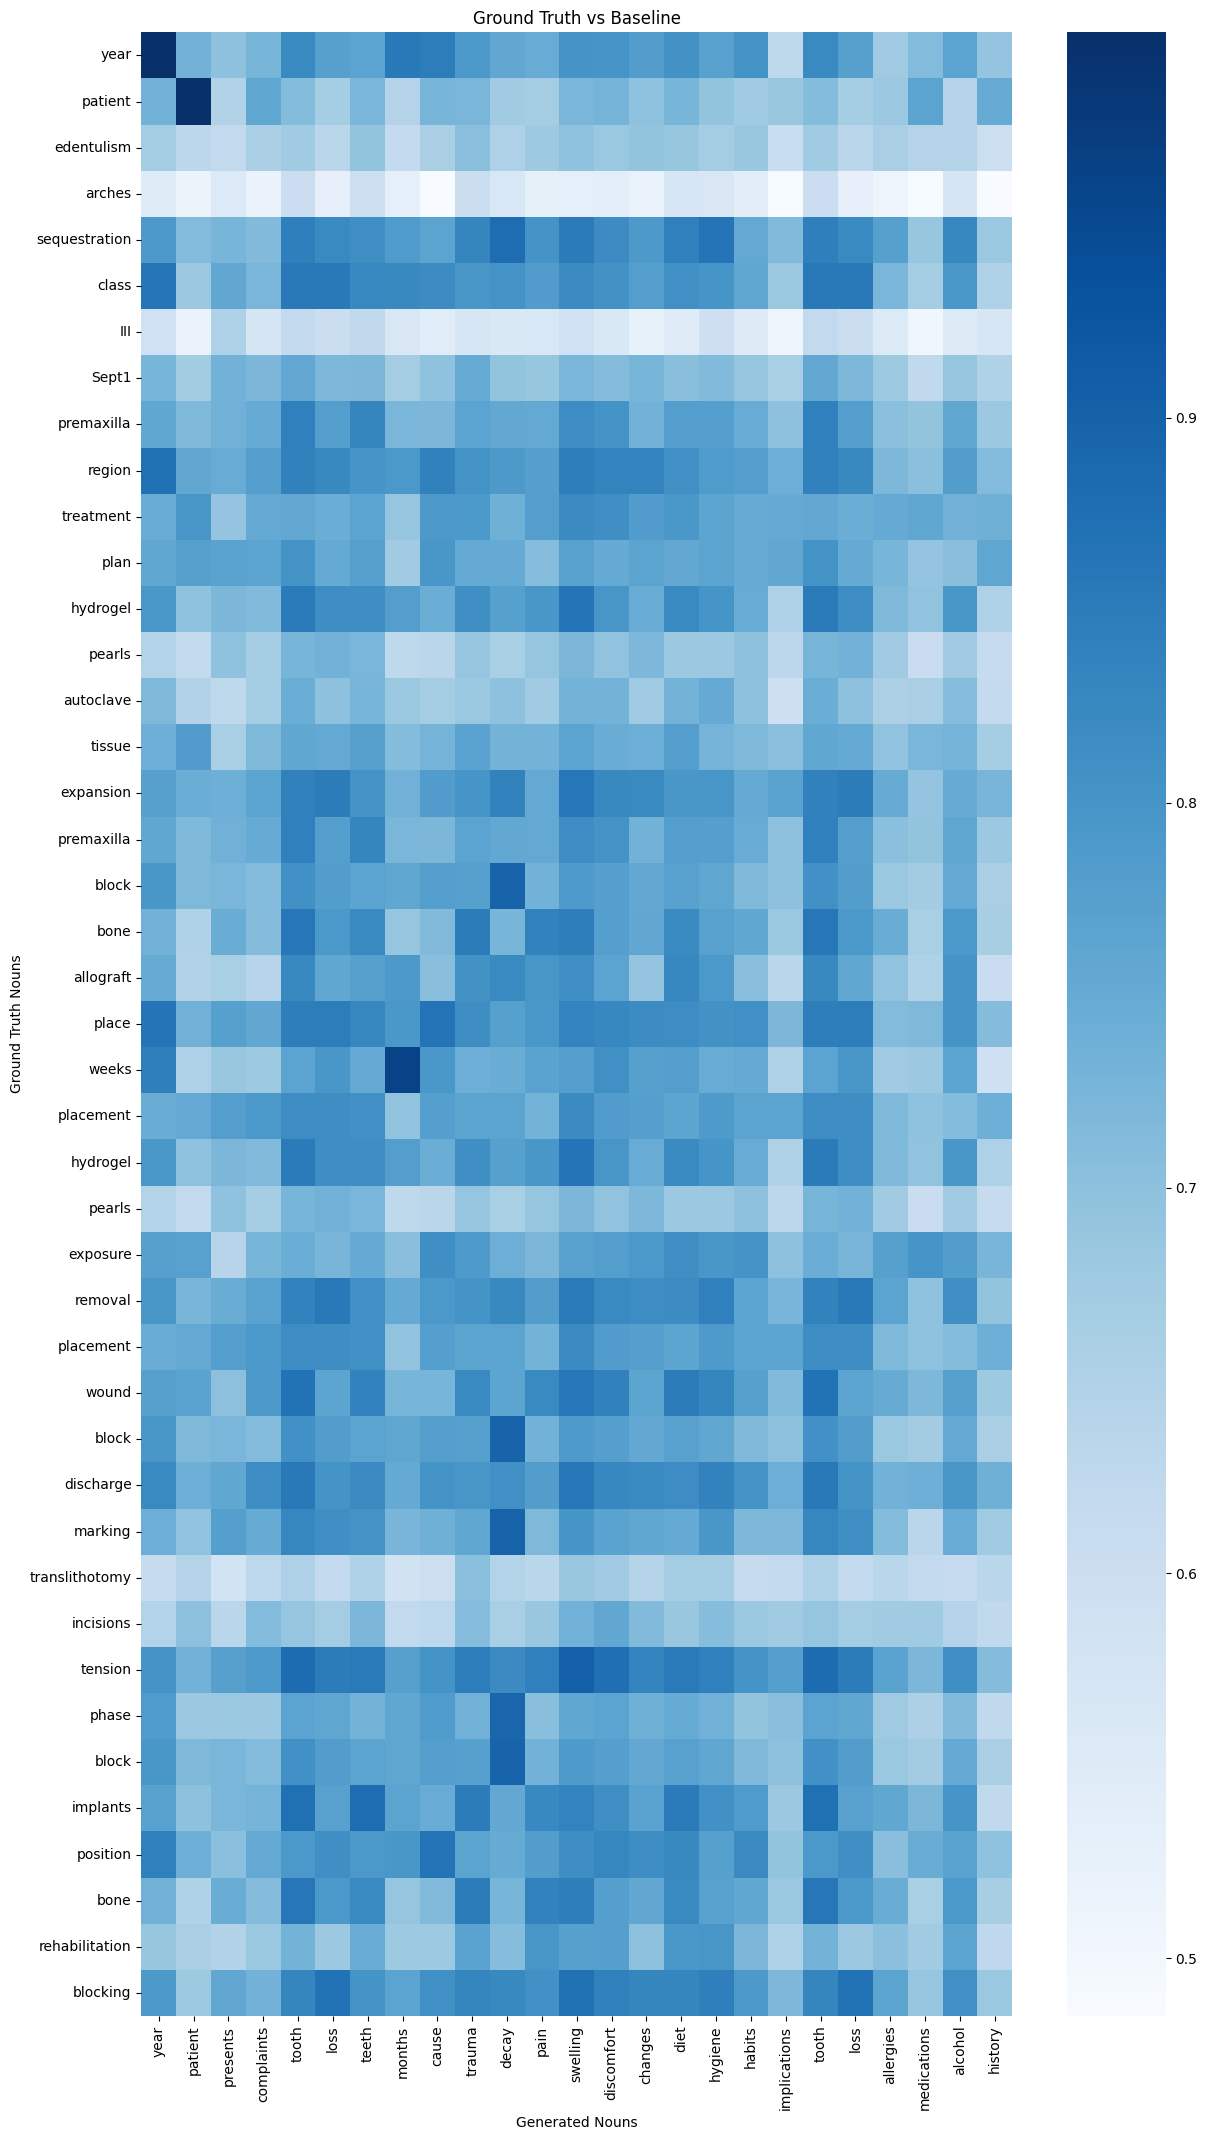 Ground Truth vs Baseline
Ground Truth Nouns
year
patient
edentulism
arches
sequestration
class
III
Sept1
premaxilla
region
treatment
plan
hydrogel
pearls
autoclave
tissue
expansion
premaxilla
block
bone
allograft
place
weeks
placement
hydrogel
pearls
exposure
removal
placement
wound
block
discharge
marking
translithotomy
incisions
tension
phase
block
implants
position
bone
rehabilitation
blocking
year
patient
presents
complaints
tooth
loss
teeth
months
cause
trauma
decay
pain
swelling
discomfort
changes
diet
hygiene
habits
implications
tooth
loss
allergies
medications
alcohol
history
Generated Nouns
0.9
0.8
0.7
0.6
0.5